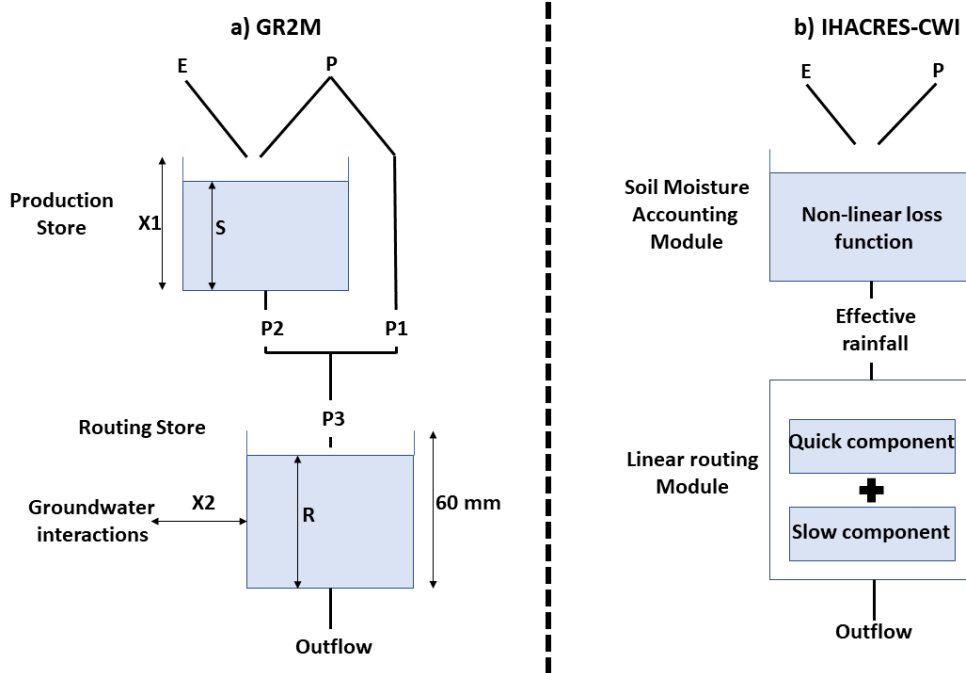 a) GR2M
E
P
Production
Store
X1
S
P2
P1
P3
Routing Store
Groundwater
interactions
X2
R
60 mm
Outflow
b) IHACRES-CWI
E
P
Soil Moisture
Accounting
Module
Non-linear loss
function
Effective
rainfall
Linear routing
Module
Quick component
Slow component
Outflow